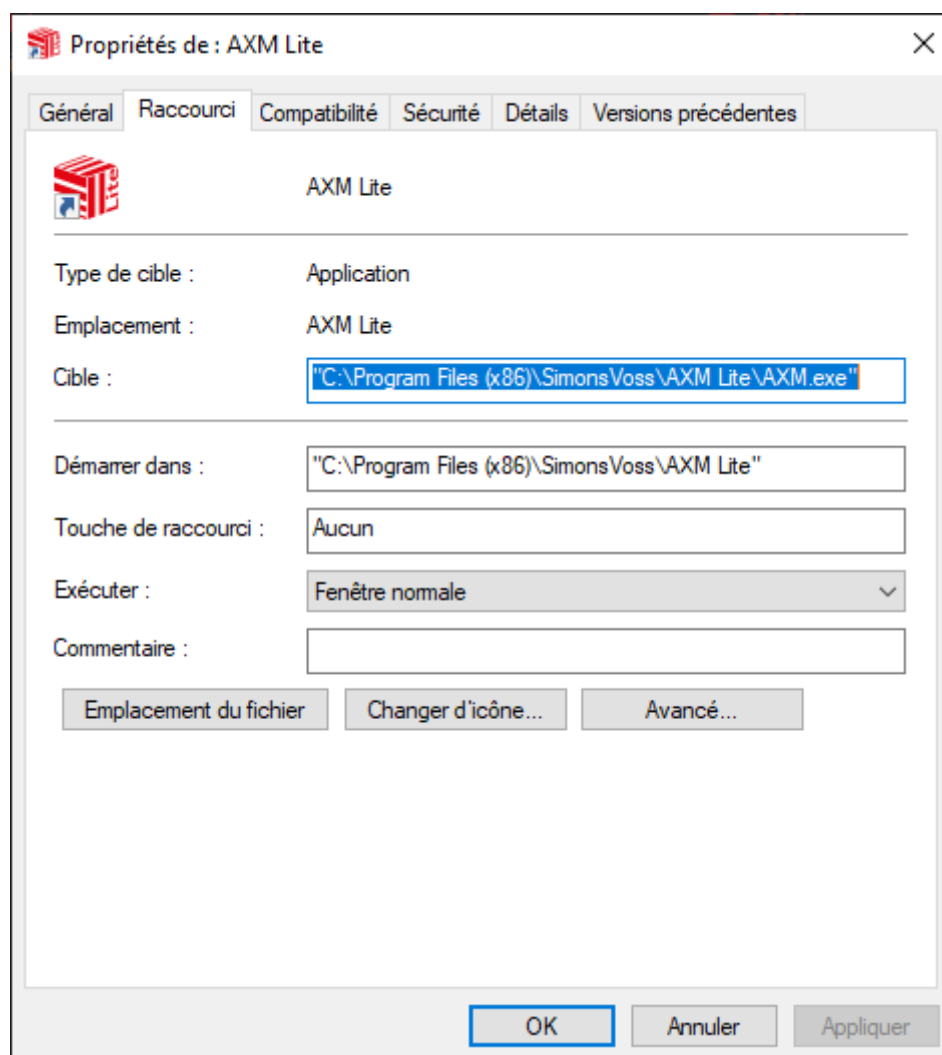 Propriétés de : AXM Lite
Général Raccourci Compatibilité Sécurité Détails Versions précédentes
Lite
AXM Lite
Type de cible : Application
Emplacement : AXM Lite
Cible : "C:\Program Files (x86)\SimonsVoss\AXM Lite\AXM.exe"
Démarrer dans : "C:\Program Files (x86)\SimonsVoss\AXM Lite"
Touche de raccourci : Aucun
Exécuter : Fenêtre normale
Commentaire :
Emplacement du fichier Changer d'icône... Avancé...
OK Annuler Appliquer